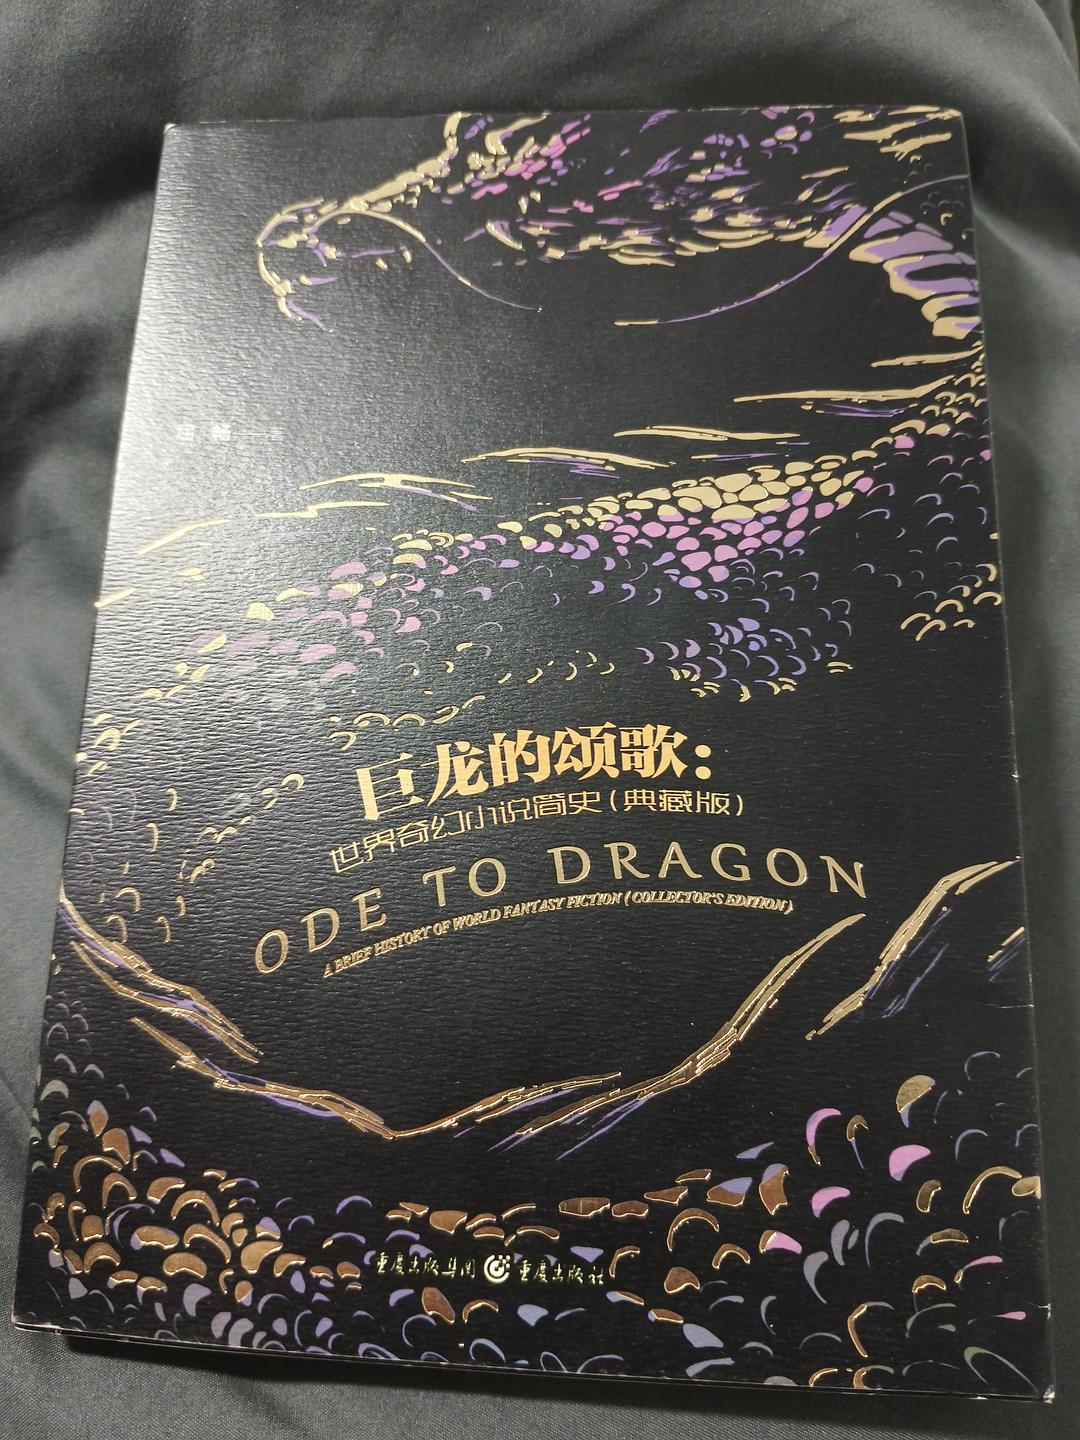 巨龙的颂歌：
世界奇幻小说简史（典藏版）
ODE TO DRAGON
A BRIEF HISTORY OF WORLD FANTASY FICTION (COLLECTOR'S EDITION)
重庆出版集团 重庆出版社